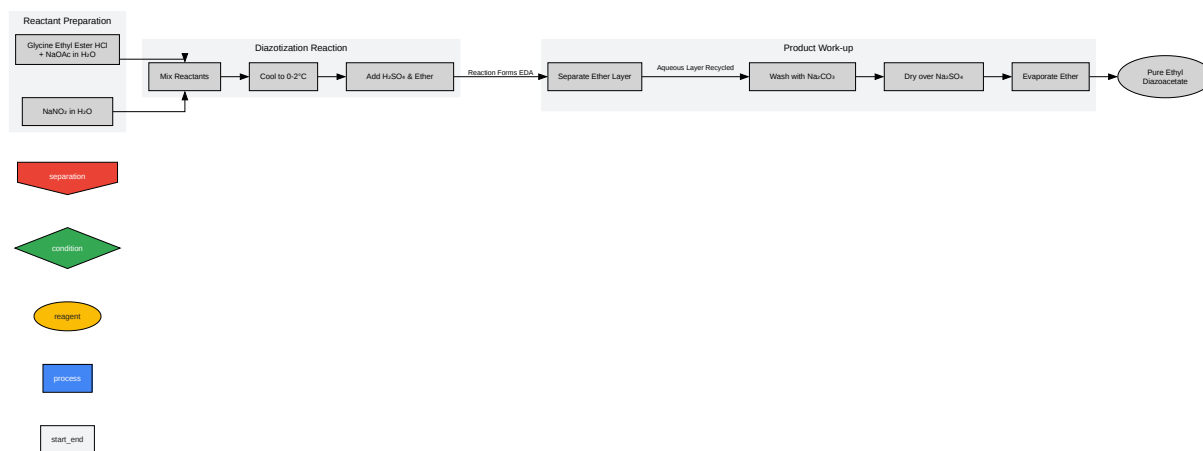 Reactant Preparation
Glycine Ethyl Ester HCl
+ NaOAc in H₂O
NaNO₂ in H₂O
Diazotization Reaction
Mix Reactants
Cool to 0-2°C
Add H₂SO₄ & Ether
Reaction Forms EDA
Product Work-up
Separate Ether Layer
Aqueous Layer Recycled
Wash with Na₂CO₃
Dry over Na₂SO₄
Evaporate Ether
Pure Ethyl
Diazoacetate
separation
condition
reagent
process
start_end